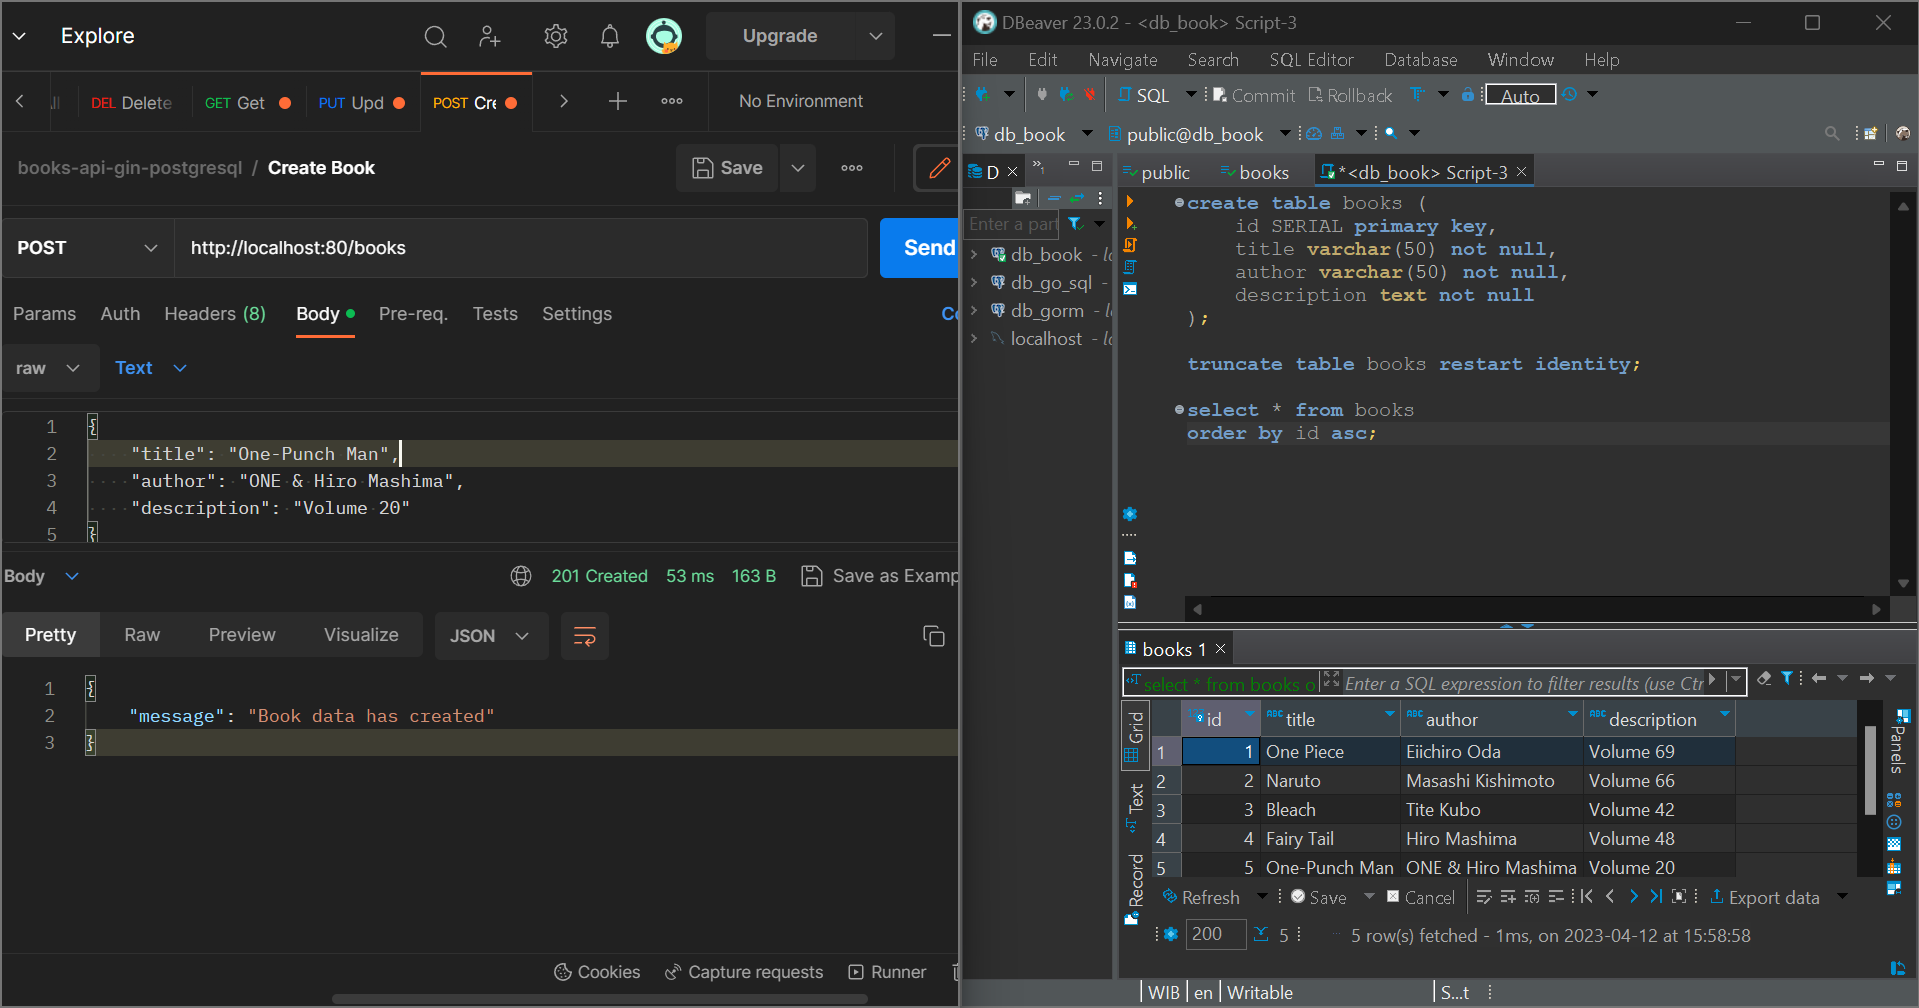 Explore
Upgrade
DEL Delete
GET Get
PUT Upd
POST Cre
No Environment
books-api-gin-postgresql / Create Book
Save
POST
http://localhost:80/books
Send
Params Auth Headers (8) Body Pre-req. Tests Settings
raw
Text
1 {
2 "title": "One-Punch Man",
3 "author": "ONE & Hiro Mashima",
4 "description": "Volume 20"
5 }
Body
201 Created 53 ms 163 B Save as Examp
Pretty Raw Preview Visualize JSON
1 {
2 "message": "Book data has created"
3 }
Cookies Capture requests Runner
DBeaver 23.0.2 - <db_book> Script-3
File Edit Navigate Search SQL Editor Database Window Help
SQL Commit Rollback Auto
db_book public@db_book
D
public books *<db_book> Script-3
Enter a part
db_book
db_go_sql -
db_gorm
localhost
create table books (
id SERIAL primary key,
title varchar(50) not null,
author varchar(50) not null,
description text not null
);
truncate table books restart identity;
select * from books
order by id asc;
books 1
select * from books o Enter a SQL expression to filter results (use Ctr
Grid
Text
Record
Panels
id title author description
1 1 One Piece Eiichiro Oda Volume 69
2 2 Naruto Masashi Kishimoto Volume 66
3 3 Bleach Tite Kubo Volume 42
4 4 Fairy Tail Hiro Mashima Volume 48
5 5 One-Punch Man ONE & Hiro Mashima Volume 20
Refresh Save Cancel Export data
200 5 5 row(s) fetched - 1ms, on 2023-04-12 at 15:58:58
WIB en Writable S...t